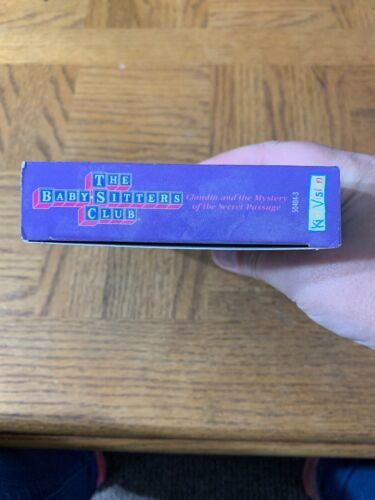 THE
BABY-SITTERS
CLUB
Claudia and the Mystery
of the Secret Passage
50484-3
KidVision